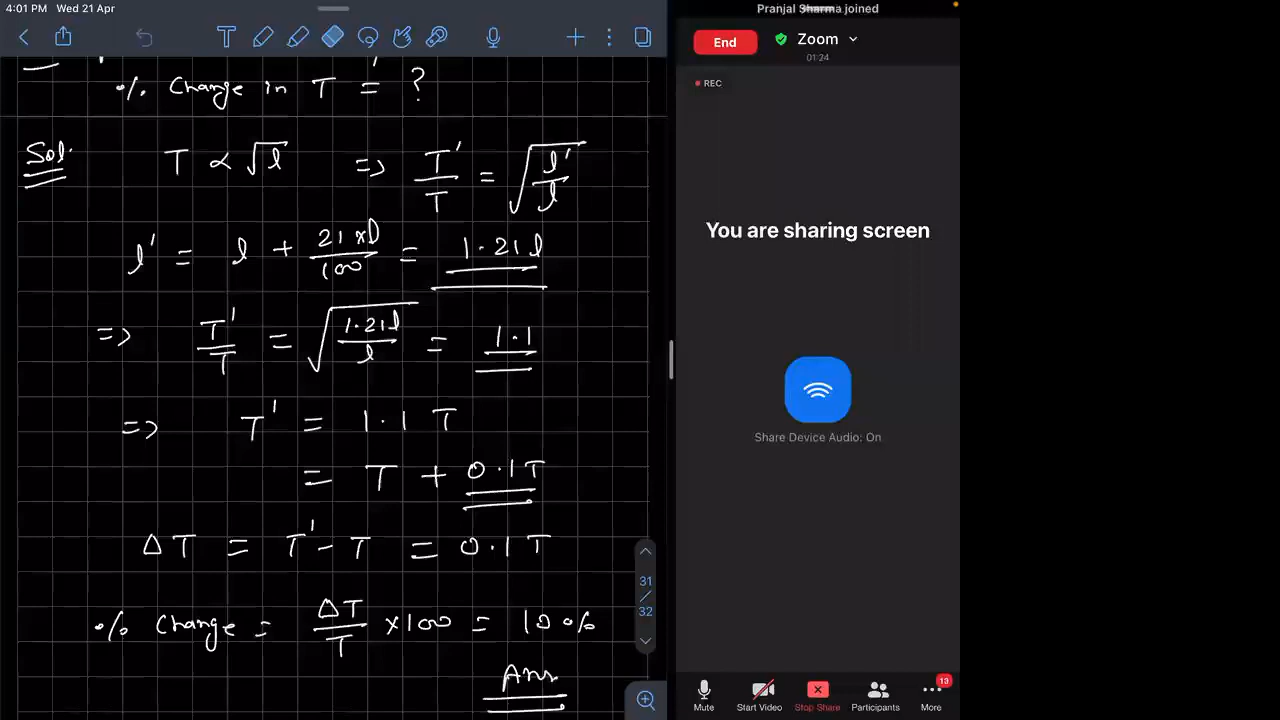 4:01 PM Wed 21 Apr
% Change in T = ?
Sol.
T ∝ √l => T'/T = √(l'/l)
l' = l + 21 × l/100 = 1.21 l
=> T'/T = √(1.21 l/l) = 1.1
=> T' = 1.1 T
= T + 0.1 T
ΔT = T' - T = 0.1 T
% Change = ΔT/T × 100 = 10%
Ans
31
/
32
Pranjal Sharma joined
End
Zoom
01:24
REC
You are sharing screen
Share Device Audio: On
13
Mute Start Video Stop Share Participants More